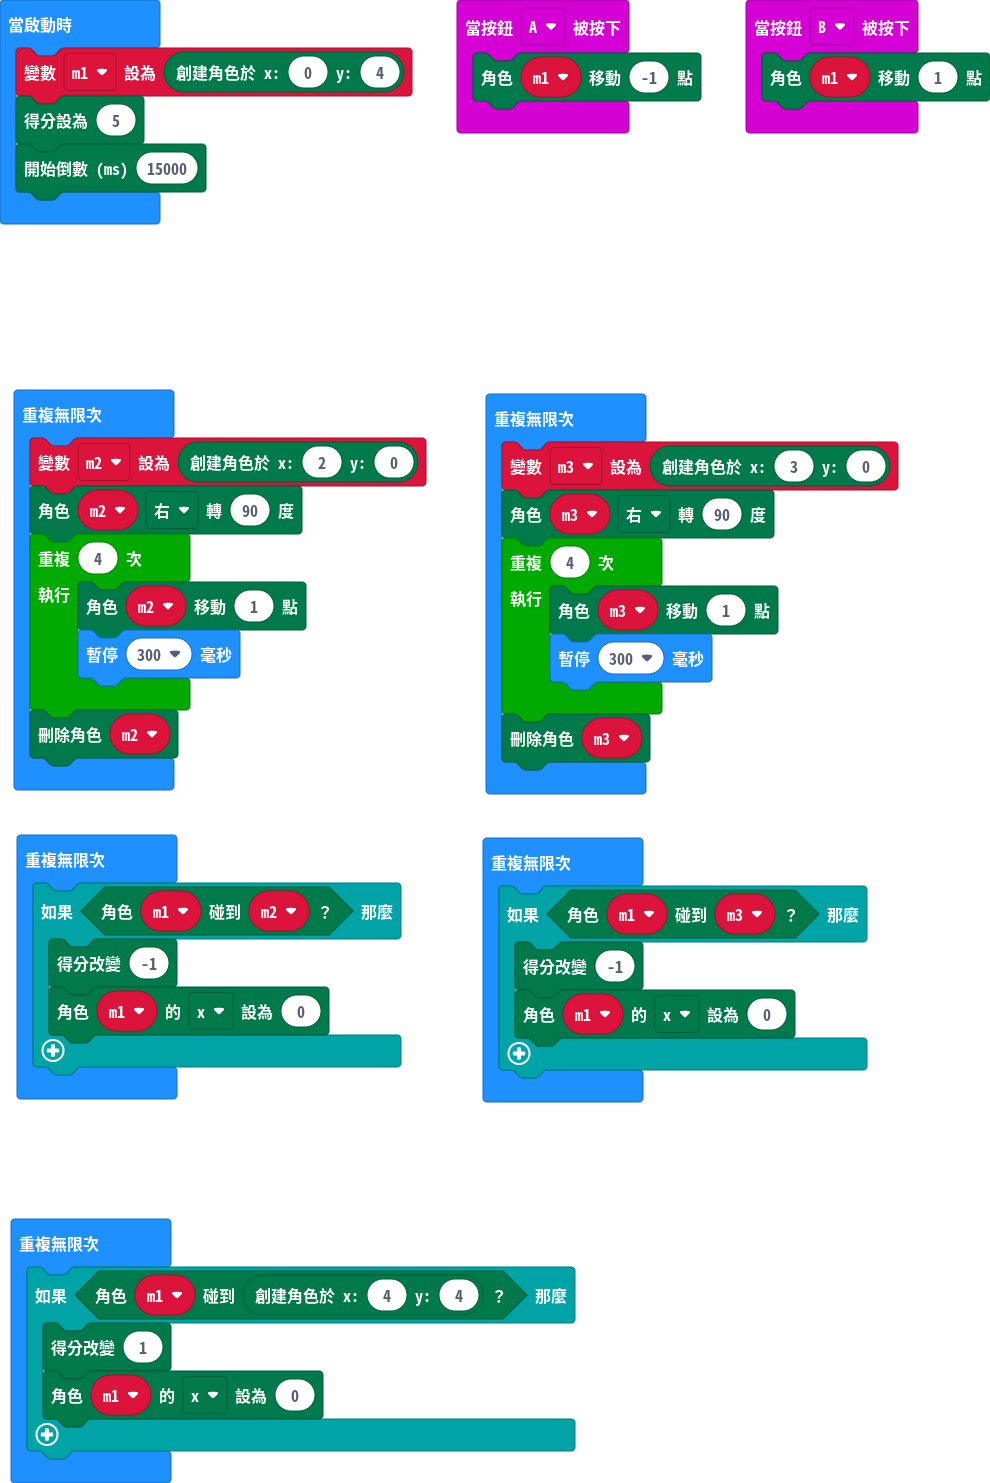 當啟動時
變數 m1 設為 創建角色於 x: 0 y: 4
得分設為 5
開始倒數 (ms) 15000
當按鈕 A 被按下
角色 m1 移動 -1 點
當按鈕 B 被按下
角色 m1 移動 1 點
重複無限次
變數 m2 設為 創建角色於 x: 2 y: 0
角色 m2 右 轉 90 度
重複 4 次
執行
角色 m2 移動 1 點
暫停 300 毫秒
刪除角色 m2
重複無限次
變數 m3 設為 創建角色於 x: 3 y: 0
角色 m3 右 轉 90 度
重複 4 次
執行
角色 m3 移動 1 點
暫停 300 毫秒
刪除角色 m3
重複無限次
如果 角色 m1 碰到 m2 ? 那麼
得分改變 -1
角色 m1 的 x 設為 0
重複無限次
如果 角色 m1 碰到 m3 ? 那麼
得分改變 -1
角色 m1 的 x 設為 0
重複無限次
如果 角色 m1 碰到 創建角色於 x: 4 y: 4 ? 那麼
得分改變 1
角色 m1 的 x 設為 0